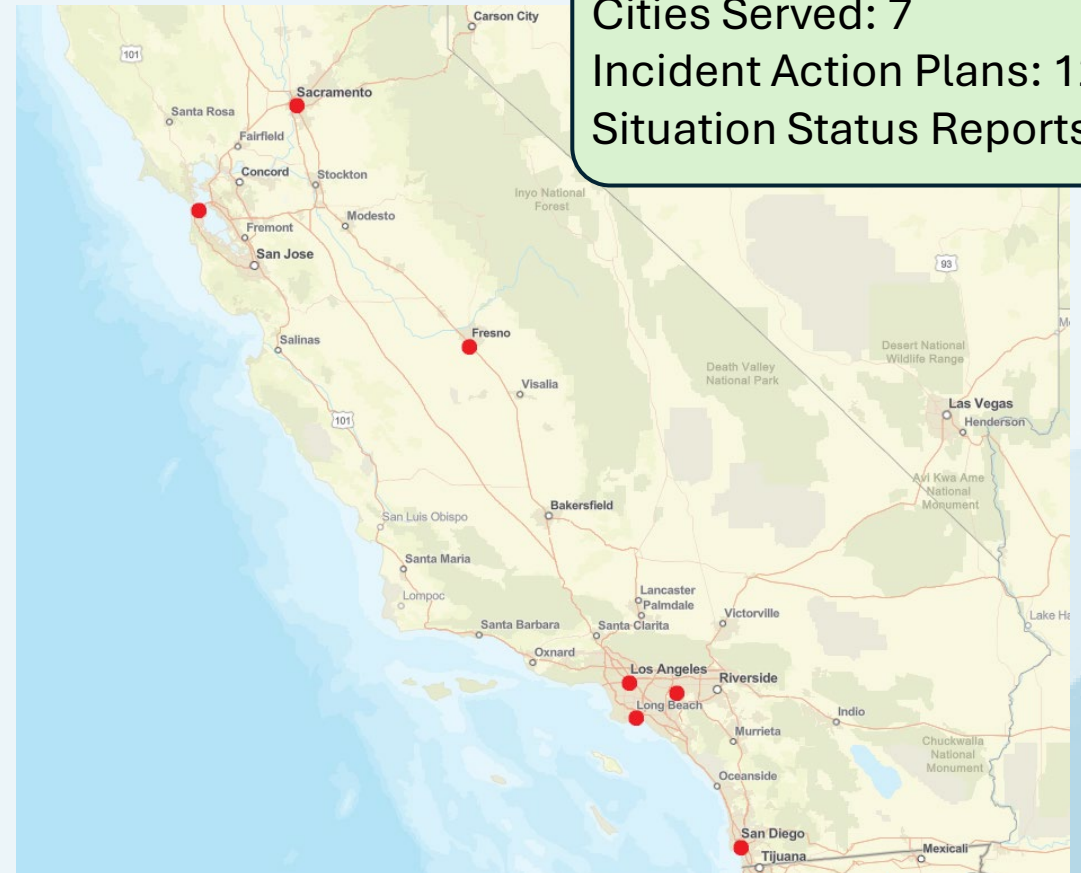 Cities Served: 7
Incident Action Plans: 1
Situation Status Reports
Carson City
101
Sacramento
Santa Rosa
Fairfield
Concord
Stockton
Inyo National
Forest
Modesto
Fremont
San Jose
93
Fresno
Salinas
Desert National
Wildlife Range
Death Valley
National Park
Visalia
Las Vegas
Henderson
101
Avi Kwa Ame
National
Monument
Bakersfield
San Luis Obispo
Santa Maria
Lancaster
Palmdale
Lompoc
Victorville
Santa Barbara
Santa Clarita
Oxnard
Los Angeles
Riverside
Long Beach
Indio
Murrieta
Chuckwalla
National
Monument
Oceanside
San Diego
Mexicali
Tijuana
Lake Ha